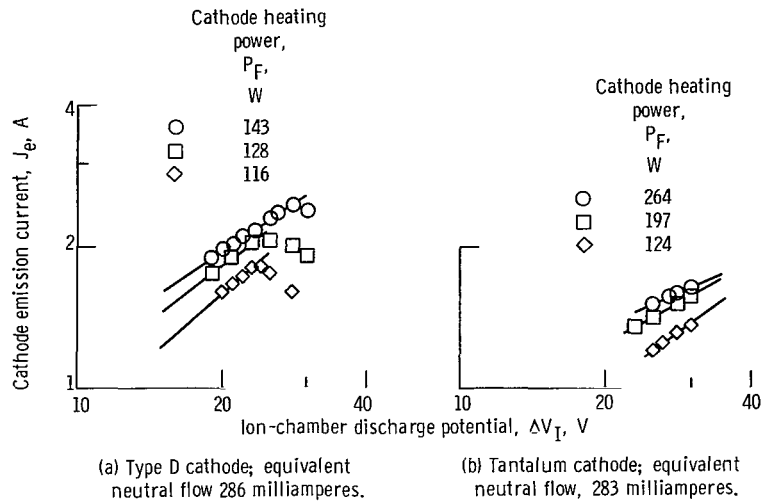 Cathode heating
power,
P_F,
W
143
128
116
Cathode emission current, J_e, A
4
2
1
10
20
40
Cathode heating
power,
P_F,
W
264
197
124
10
20
40
Ion-chamber discharge potential, ΔV_I, V
(a) Type D cathode; equivalent
neutral flow 286 milliamperes.
(b) Tantalum cathode; equivalent
neutral flow, 283 milliamperes.